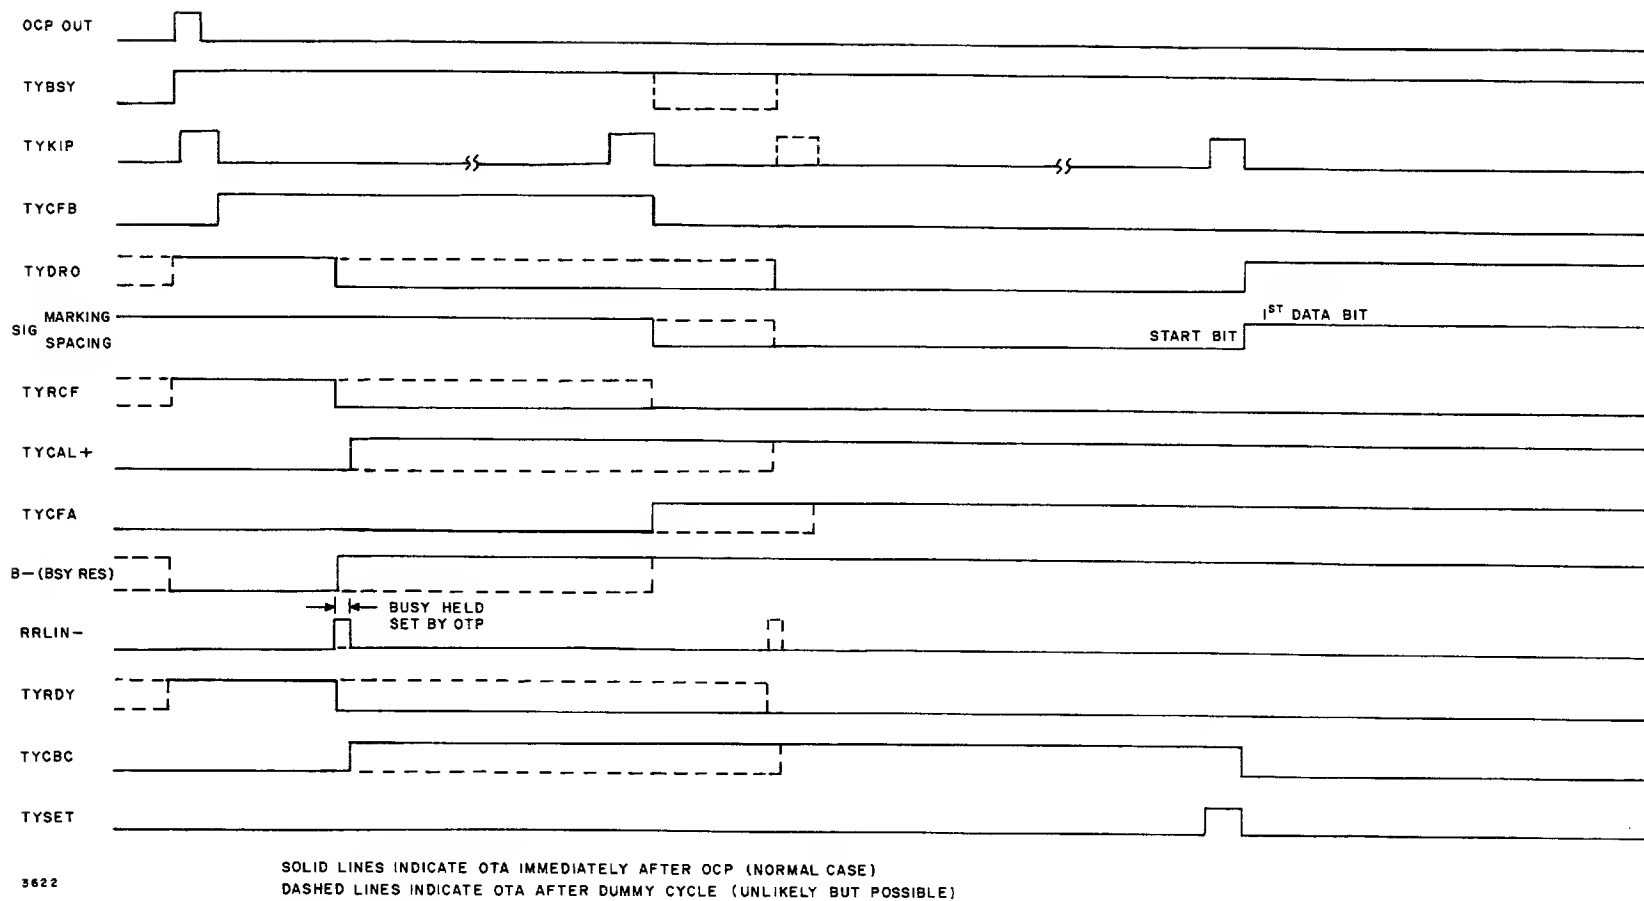 OCP OUT
TYBSY
TYKIP
TYCFB
TYDRO
SIG MARKING
SPACING
START BIT
1ST DATA BIT
TYRCF
TYCAL+
TYCFA
B-(BSY RES)
BUSY HELD
SET BY OTP
RRLIN-
TYRDY
TYCBC
TYSET
SOLID LINES INDICATE OTA IMMEDIATELY AFTER OCP (NORMAL CASE)
3622
DASHED LINES INDICATE OTA AFTER DUMMY CYCLE (UNLIKELY BUT POSSIBLE)